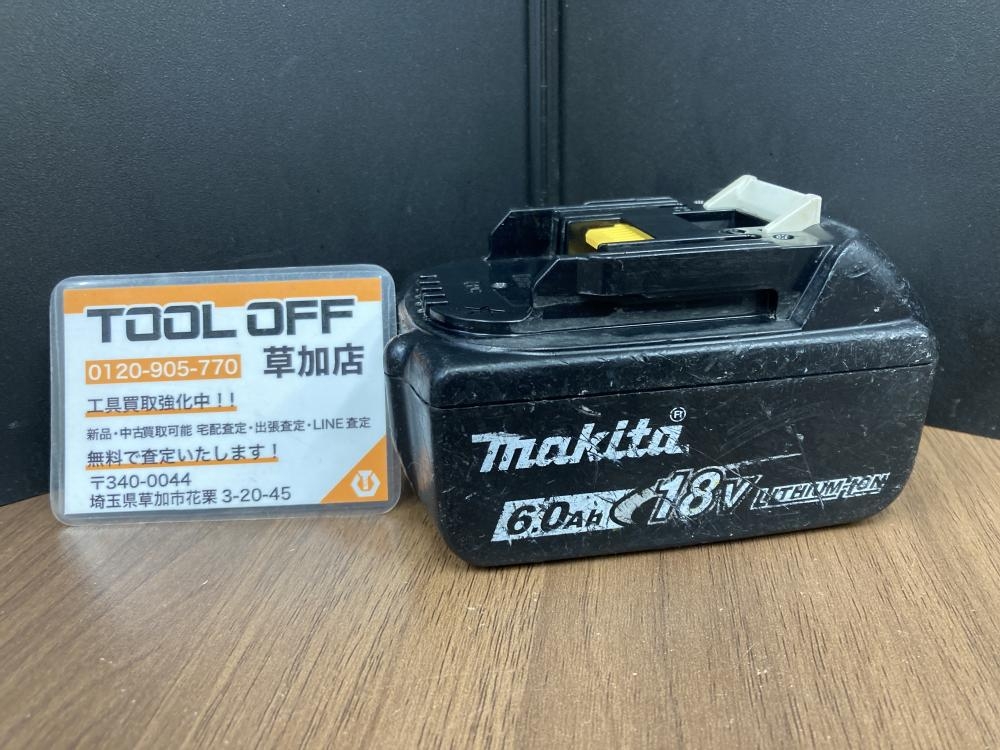 TOOL OFF
0120-905-770 草加店
工具買取強化中！！
新品・中古買取可能 宅配査定・出張査定・LINE査定
無料で査定いたします！
〒340-0044
埼玉県草加市花栗 3-20-45
makita®
6.0Ah 18V LITHIUM-ION